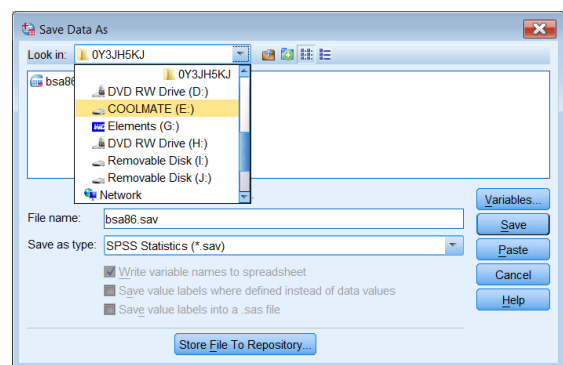 Save Data As
Look in: 0Y3JH5KJ
bsa86
0Y3JH5KJ
DVD RW Drive (D:)
COOLMATE (E:)
Elements (G:)
DVD RW Drive (H:)
Removable Disk (I:)
Removable Disk (J:)
Network
Variables...
File name: bsa86.sav
Save
Save as type: SPSS Statistics (*.sav)
Paste
Write variable names to spreadsheet
Cancel
Save value labels where defined instead of data values
Help
Save value labels into a .sas file
Store File To Repository...